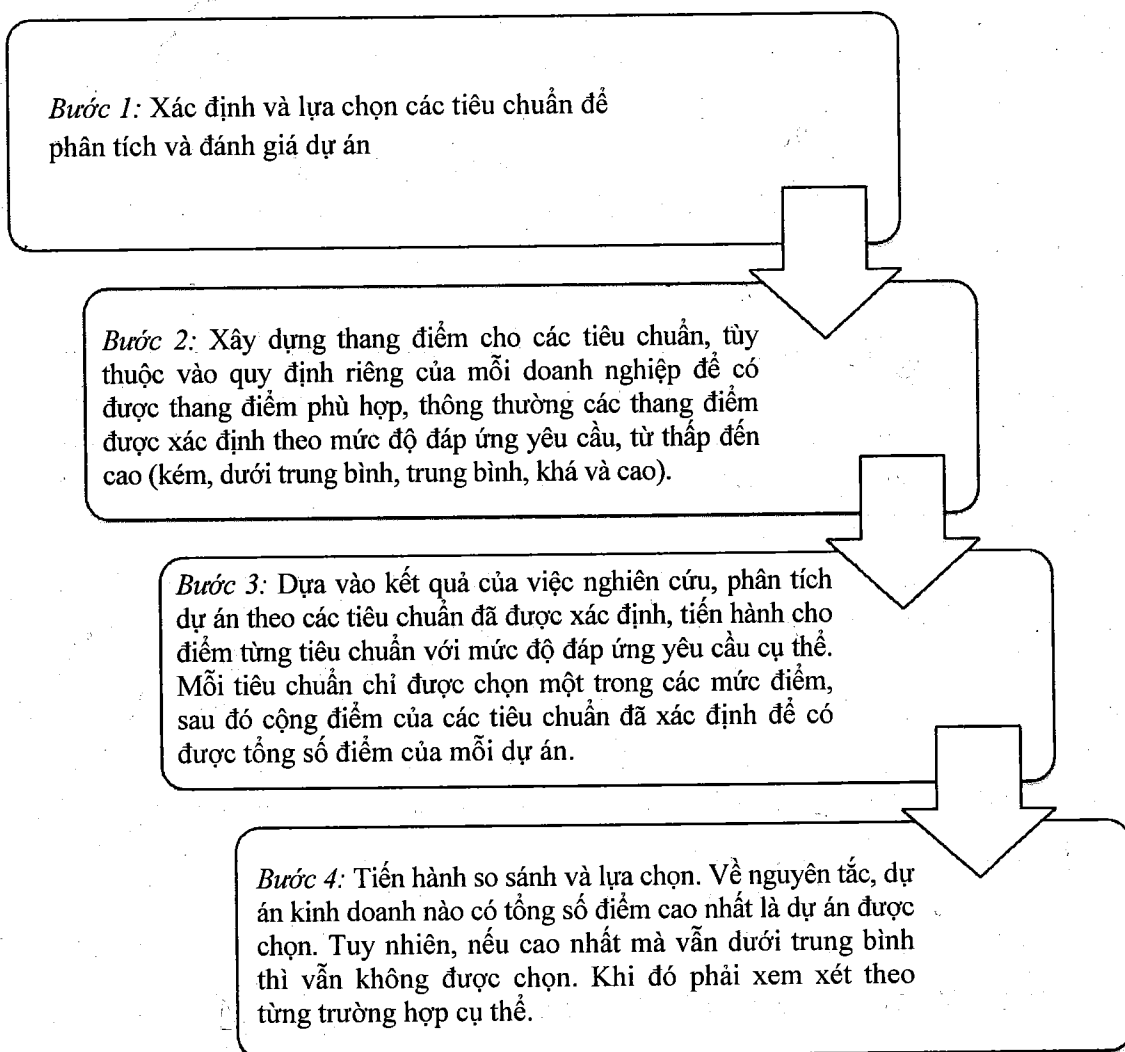 Bước 1: Xác định và lựa chọn các tiêu chuẩn để
phân tích và đánh giá dự án
Bước 2: Xây dựng thang điểm cho các tiêu chuẩn, tùy
thuộc vào quy định riêng của mỗi doanh nghiệp để có
được thang điểm phù hợp, thông thường các thang điểm
được xác định theo mức độ đáp ứng yêu cầu, từ thấp đến
cao (kém, dưới trung bình, trung bình, khá và cao).
Bước 3: Dựa vào kết quả của việc nghiên cứu, phân tích
dự án theo các tiêu chuẩn đã được xác định, tiến hành cho
điểm từng tiêu chuẩn với mức độ đáp ứng yêu cầu cụ thể.
Mỗi tiêu chuẩn chỉ được chọn một trong các mức điểm,
sau đó cộng điểm của các tiêu chuẩn đã xác định để có
được tổng số điểm của mỗi dự án.
Bước 4: Tiến hành so sánh và lựa chọn. Về nguyên tắc, dự
án kinh doanh nào có tổng số điểm cao nhất là dự án được
chọn. Tuy nhiên, nếu cao nhất mà vẫn dưới trung bình
thì vẫn không được chọn. Khi đó phải xem xét theo
từng trường hợp cụ thể.